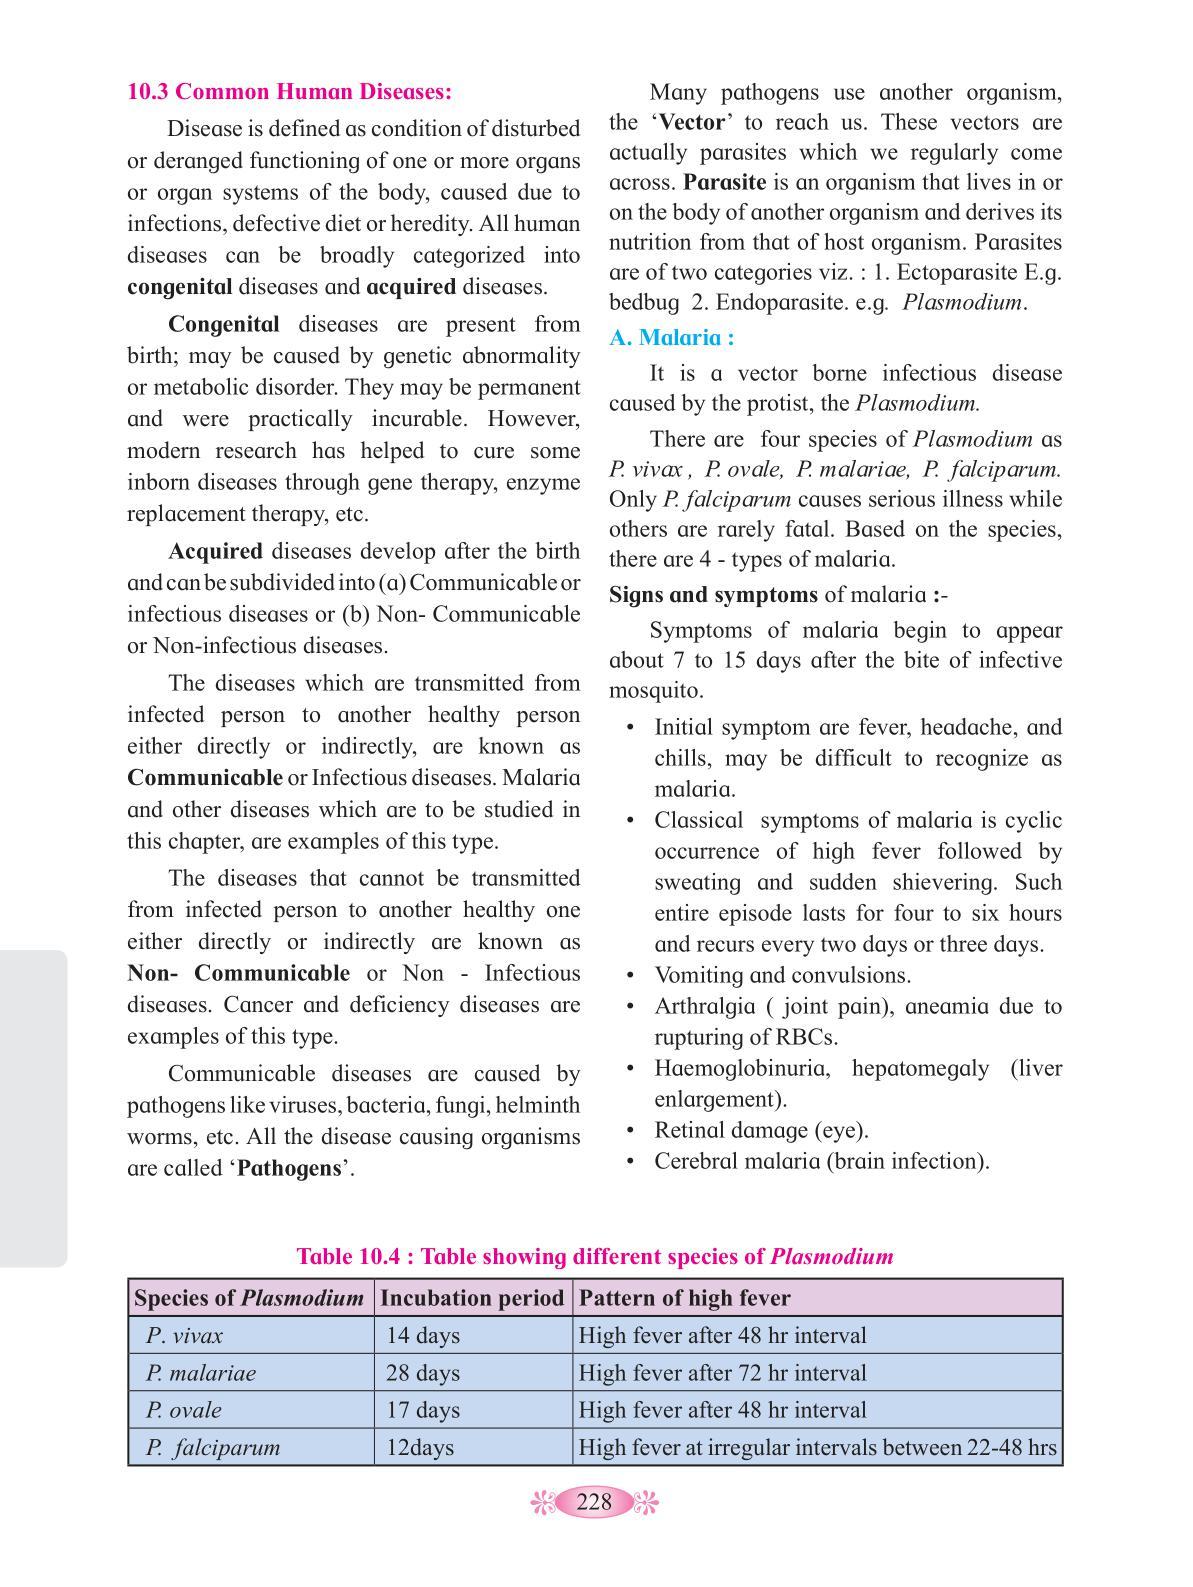 10.3 Common Human Diseases:
Disease is defined as condition of disturbed
or deranged functioning of one or more organs
or organ systems of the body, caused due to
infections, defective diet or heredity. All human
diseases can be broadly categorized into
congenital diseases and acquired diseases.
Congenital diseases are present from
birth; may be caused by genetic abnormality
or metabolic disorder. They may be permanent
and were practically incurable. However,
modern research has helped to cure some
inborn diseases through gene therapy, enzyme
replacement therapy, etc.
Acquired diseases develop after the birth
and can be subdivided into (a) Communicable or
infectious diseases or (b) Non- Communicable
or Non-infectious diseases.
The diseases which are transmitted from
infected person to another healthy person
either directly or indirectly, are known as
Communicable or Infectious diseases. Malaria
and other diseases which are to be studied in
this chapter, are examples of this type.
The diseases that cannot be transmitted
from infected person to another healthy one
either directly or indirectly are known as
Non- Communicable or Non - Infectious
diseases. Cancer and deficiency diseases are
examples of this type.
Communicable diseases are caused by
pathogens like viruses, bacteria, fungi, helminth
worms, etc. All the disease causing organisms
are called ‘Pathogens’.
Many pathogens use another organism,
the ‘Vector’ to reach us. These vectors are
actually parasites which we regularly come
across. Parasite is an organism that lives in or
on the body of another organism and derives its
nutrition from that of host organism. Parasites
are of two categories viz. : 1. Ectoparasite E.g.
bedbug 2. Endoparasite. e.g. Plasmodium.
A. Malaria :
It is a vector borne infectious disease
caused by the protist, the Plasmodium.
There are four species of Plasmodium as
P. vivax , P. ovale, P. malariae, P. falciparum.
Only P. falciparum causes serious illness while
others are rarely fatal. Based on the species,
there are 4 - types of malaria.
Signs and symptoms of malaria :-
Symptoms of malaria begin to appear
about 7 to 15 days after the bite of infective
mosquito.
• Initial symptom are fever, headache, and
chills, may be difficult to recognize as
malaria.
• Classical symptoms of malaria is cyclic
occurrence of high fever followed by
sweating and sudden shievering. Such
entire episode lasts for four to six hours
and recurs every two days or three days.
• Vomiting and convulsions.
• Arthralgia ( joint pain), aneamia due to
rupturing of RBCs.
• Haemoglobinuria, hepatomegaly (liver
enlargement).
• Retinal damage (eye).
• Cerebral malaria (brain infection).
Table 10.4 : Table showing different species of Plasmodium
Species of Plasmodium Incubation period Pattern of high fever
P. vivax 14 days High fever after 48 hr interval
P. malariae 28 days High fever after 72 hr interval
P. ovale 17 days High fever after 48 hr interval
P. falciparum 12days High fever at irregular intervals between 22-48 hrs
228